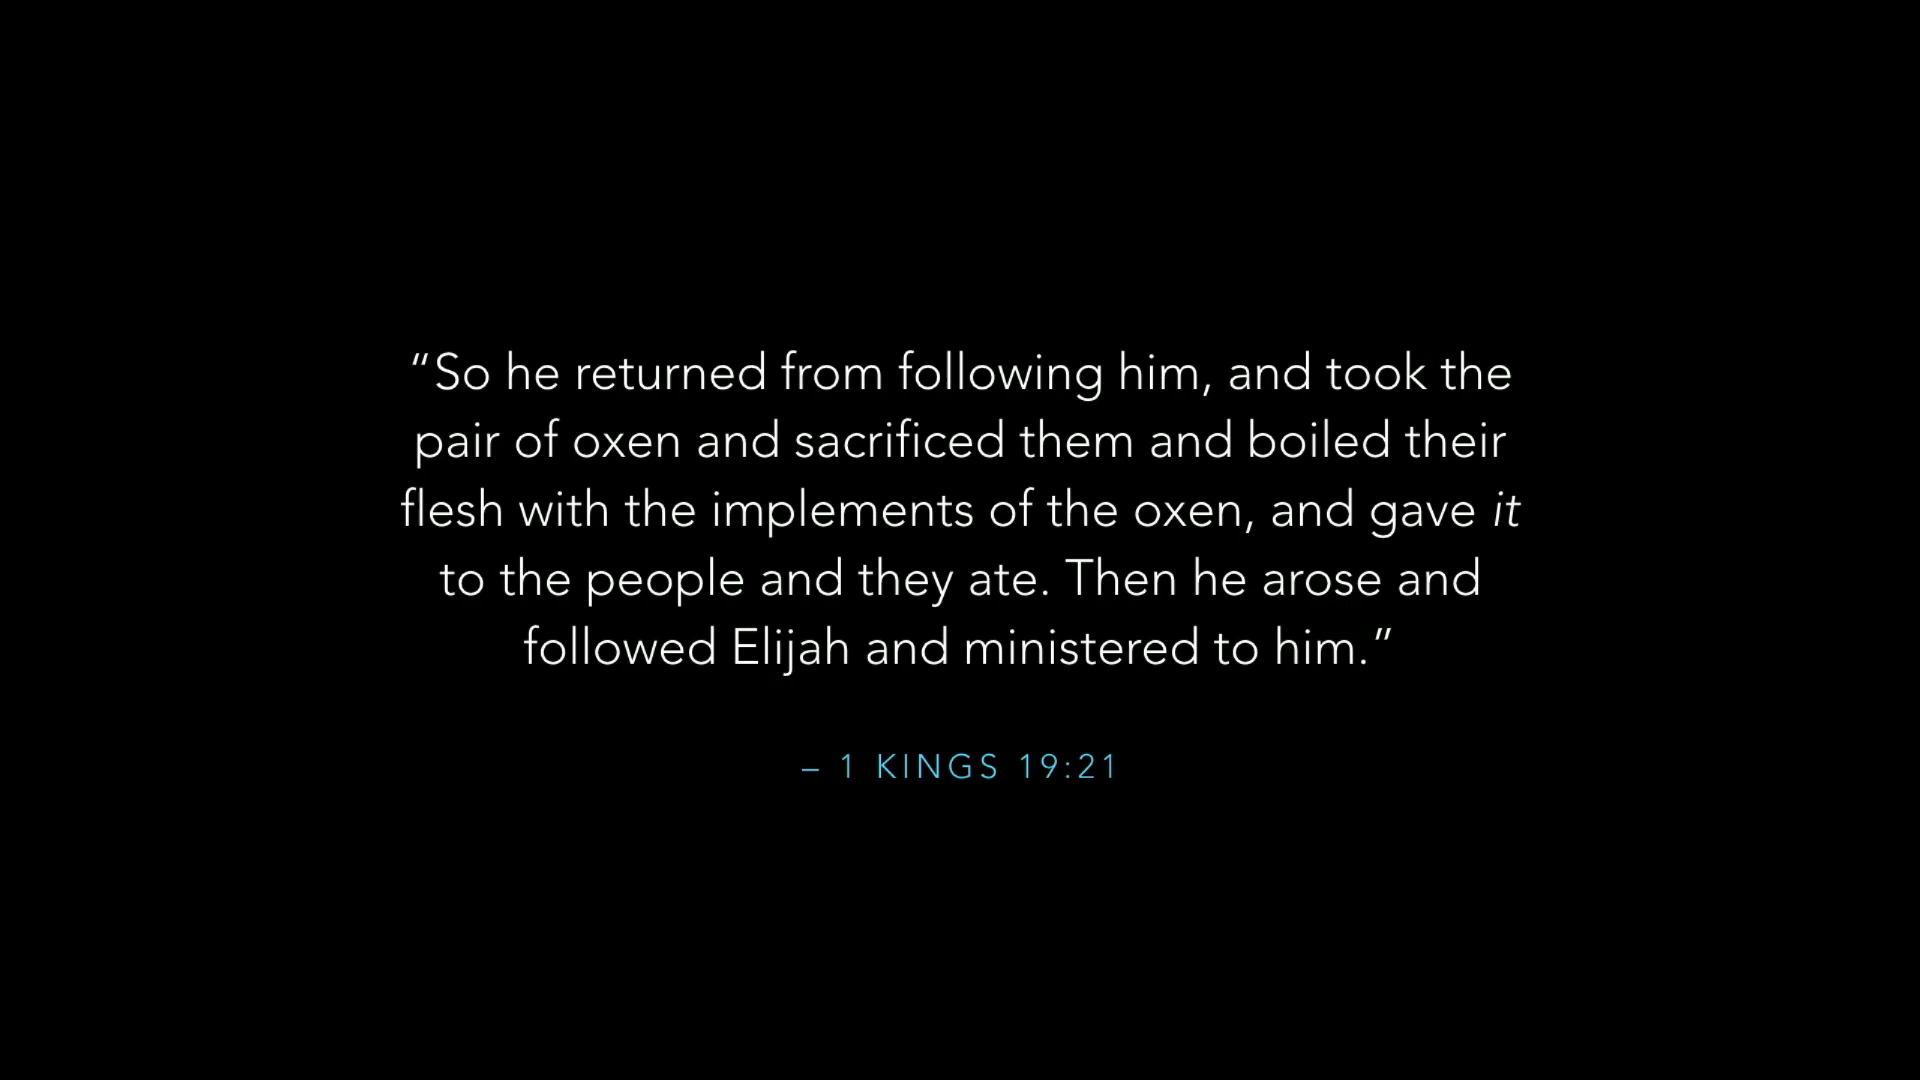 “So he returned from following him, and took the
pair of oxen and sacrificed them and boiled their
flesh with the implements of the oxen, and gave it
to the people and they ate. Then he arose and
followed Elijah and ministered to him.”
– 1 KINGS 19:21